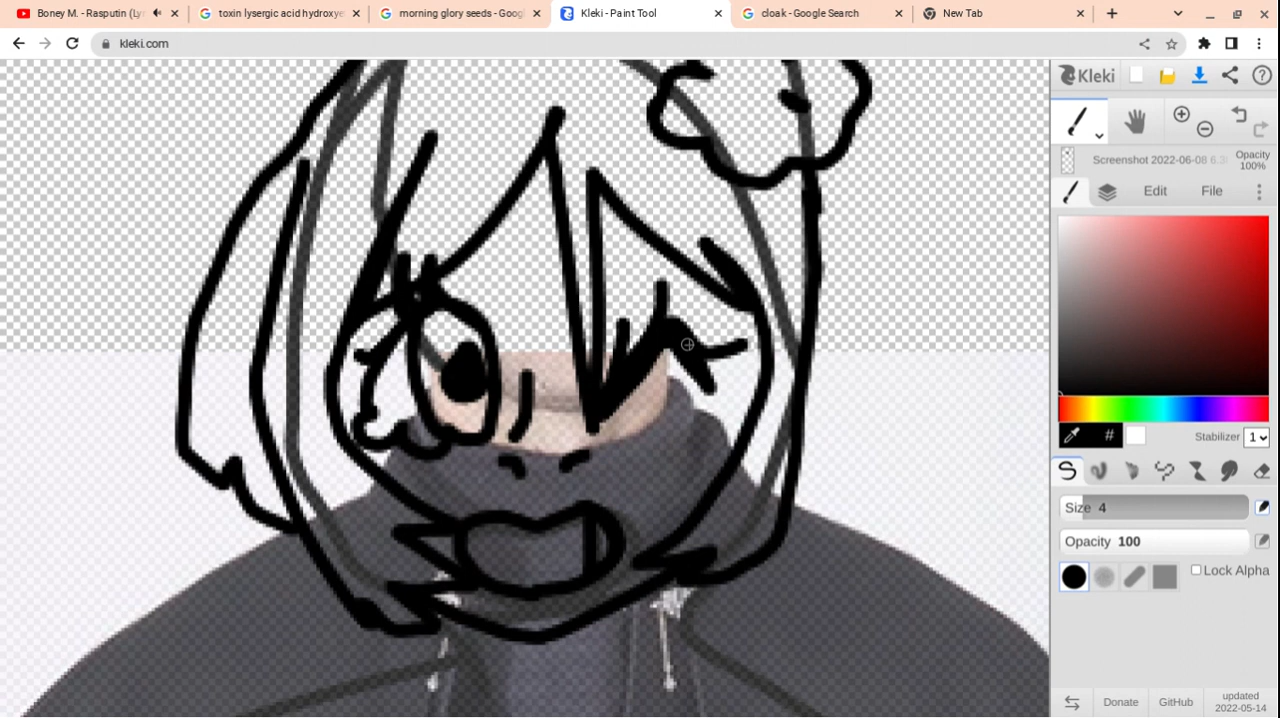 Boney M. - Rasputin (Ly
toxin lysergic acid hydroxye
morning glory seeds - Goog
Kleki - Paint Tool
cloak - Google Search
New Tab
kleki.com
Kleki
Screenshot 2022-06-08 6.3
Opacity
100%
Edit
File
#
Stabilizer 1
Size 4
Opacity 100
Lock Alpha
Donate
GitHub
updated
2022-05-14